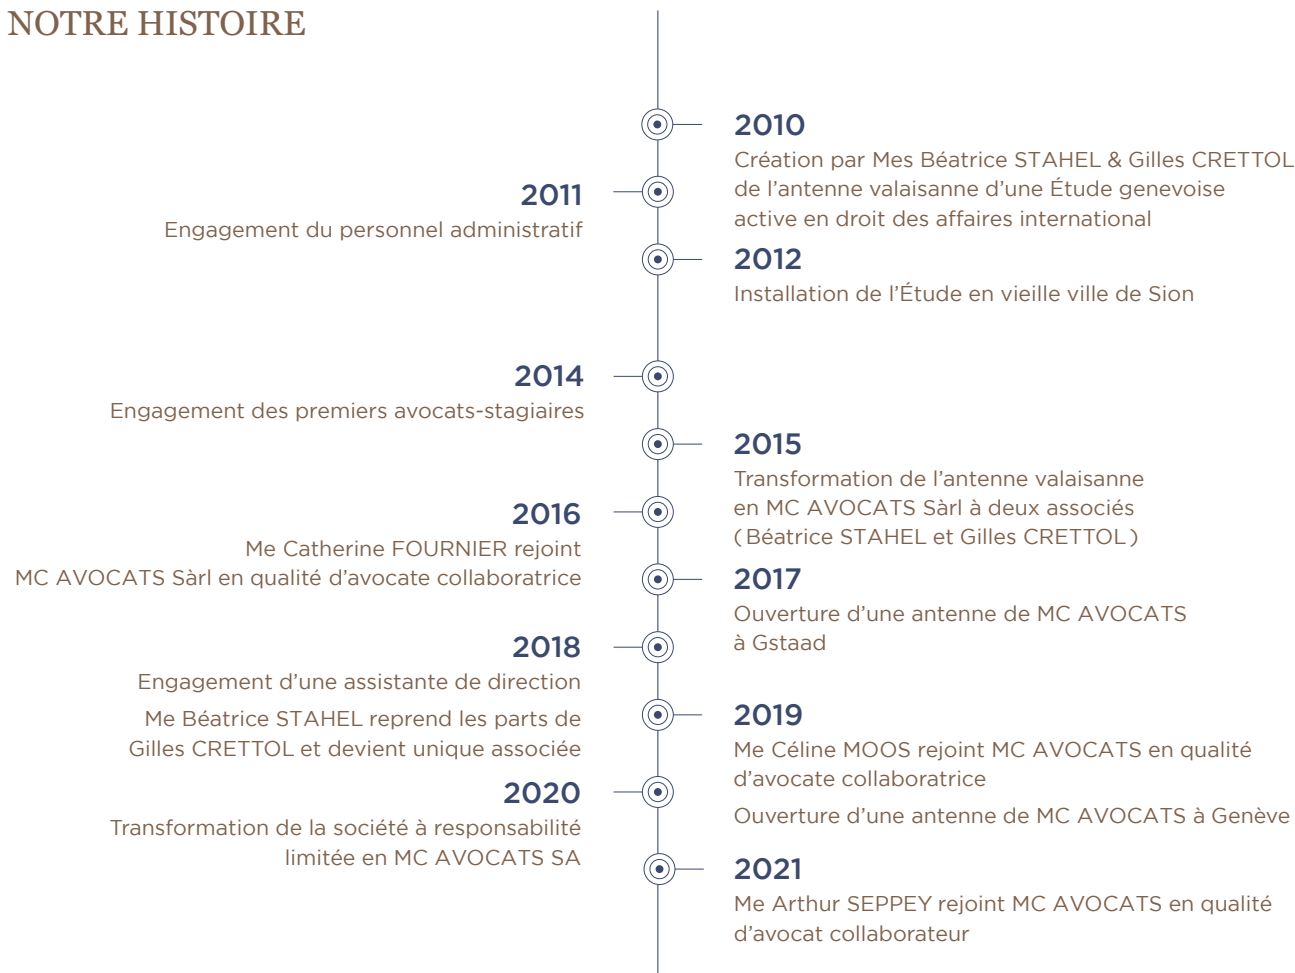 NOTRE HISTOIRE
2010
Création par Mes Béatrice STAHEL & Gilles CRETTOL
de l’antenne valaisanne d’une Étude genevoise
active en droit des affaires international
2011
Engagement du personnel administratif
2012
Installation de l’Étude en vieille ville de Sion
2014
Engagement des premiers avocats-stagiaires
2015
Transformation de l’antenne valaisanne
en MC AVOCATS Sàrl à deux associés
(Béatrice STAHEL et Gilles CRETTOL)
2016
Me Catherine FOURNIER rejoint
MC AVOCATS Sàrl en qualité d’avocate collaboratrice
2017
Ouverture d’une antenne de MC AVOCATS
à Gstaad
2018
Engagement d’une assistante de direction
Me Béatrice STAHEL reprend les parts de
Gilles CRETTOL et devient unique associée
2019
Me Céline MOOS rejoint MC AVOCATS en qualité
d’avocate collaboratrice
Ouverture d’une antenne de MC AVOCATS à Genève
2020
Transformation de la société à responsabilité
limitée en MC AVOCATS SA
2021
Me Arthur SEPPEY rejoint MC AVOCATS en qualité
d’avocat collaborateur